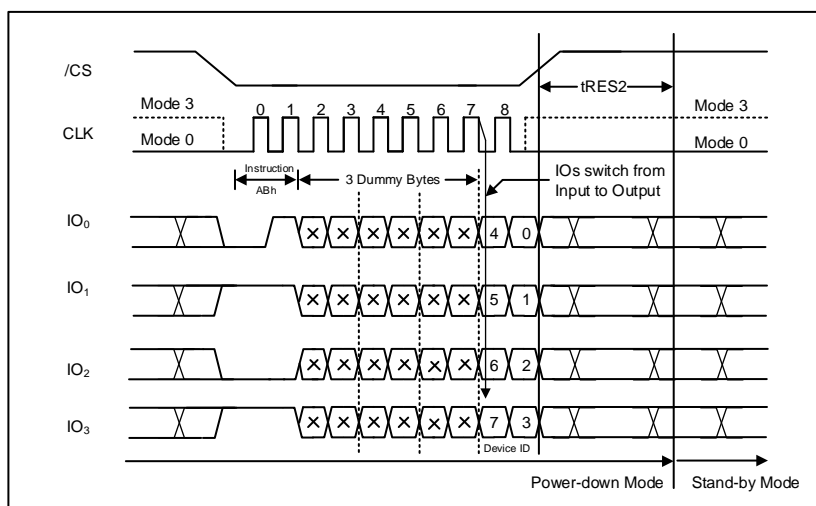 /CS
tRES2
Mode 3
0 1 2 3 4 5 6 7 8
Mode 3
CLK
Mode 0
Mode 0
Instruction
ABh
3 Dummy Bytes
IOs switch from
Input to Output
IO0
× × × × × × 4 0
IO1
× × × × × × 5 1
IO2
× × × × × × 6 2
IO3
× × × × × × 7 3
Device ID
Power-down Mode
Stand-by Mode